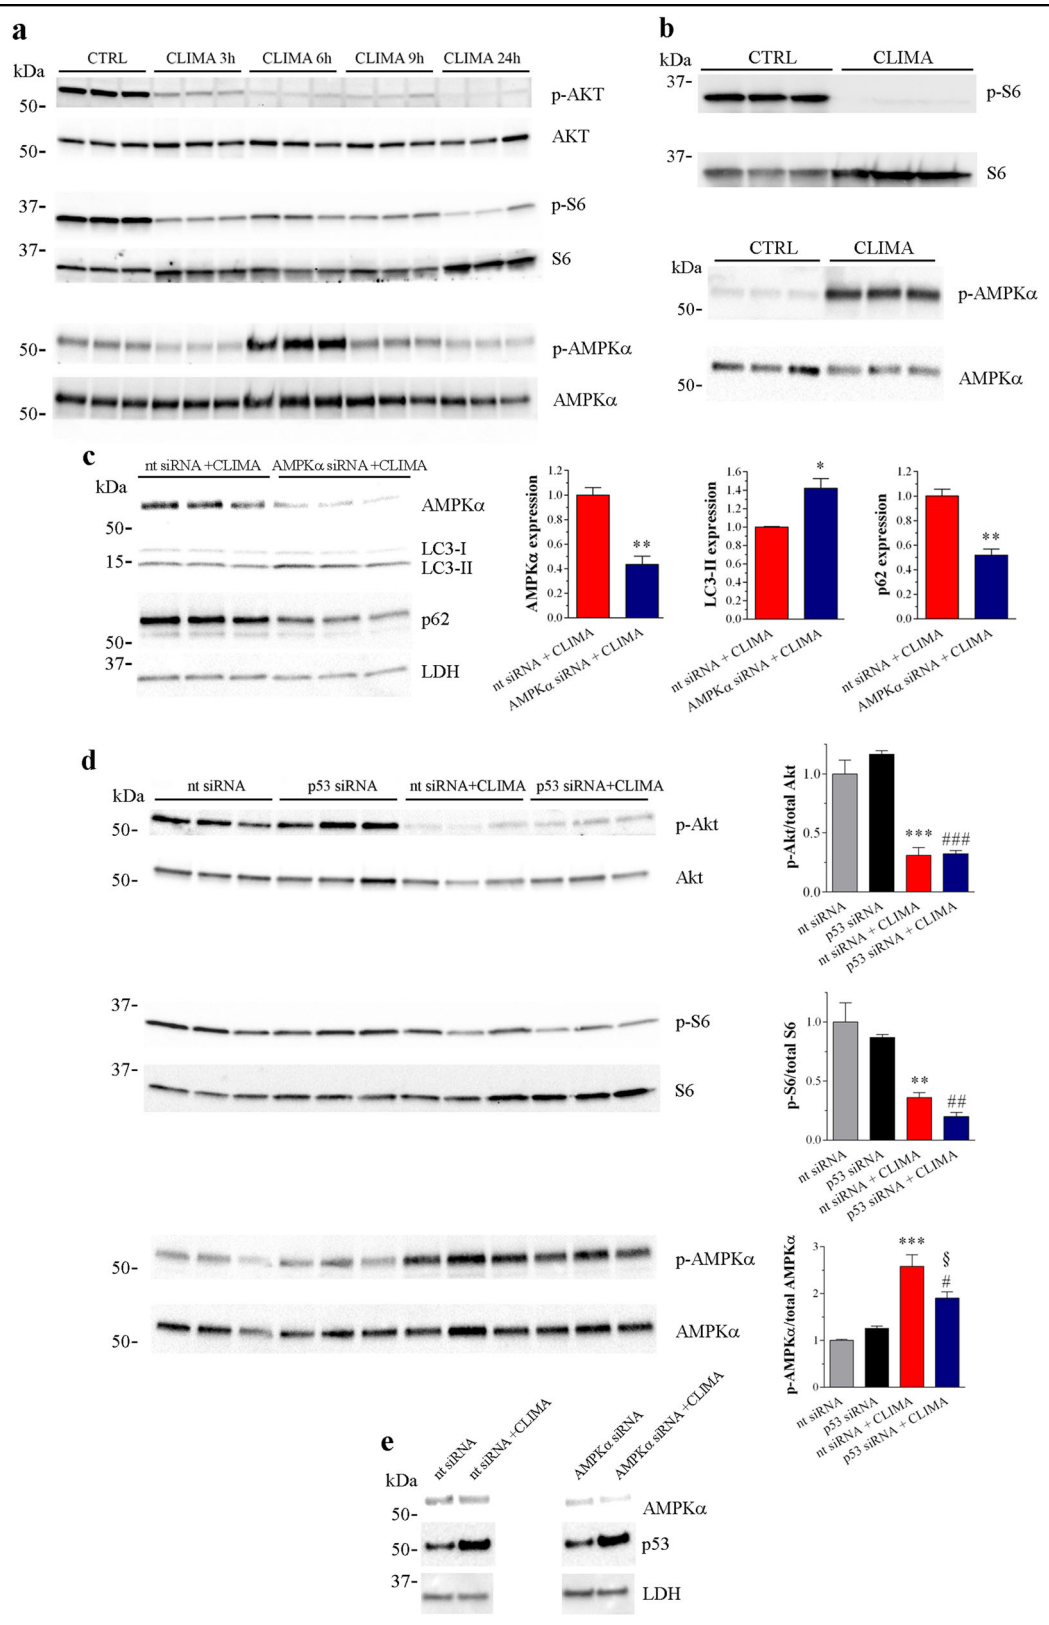 a
kDa
CTRL CLIMA 3h CLIMA 6h CLIMA 9h CLIMA 24h
50- p-AKT
50- AKT
37- p-S6
37- S6
50- p-AMPKα
50- AMPKα
b
kDa CTRL CLIMA
37- p-S6
37- S6
CTRL CLIMA
kDa
50- p-AMPKα
50- AMPKα
c
nt siRNA +CLIMA AMPKα siRNA +CLIMA
kDa
AMPKα
50-
LC3-I
15- LC3-II
p62
50-
37- LDH
AMPKα expression
1.2
1.0
0.8
0.6
0.4
0.2
0.0
**
nt siRNA + CLIMA
AMPKα siRNA + CLIMA
LC3-II expression
1.6
1.4
1.2
1.0
0.8
0.6
0.4
0.2
0.0
*
nt siRNA + CLIMA
AMPKα siRNA + CLIMA
p62 expression
1.2
1.0
0.8
0.6
0.4
0.2
0.0
**
nt siRNA + CLIMA
AMPKα siRNA + CLIMA
d
nt siRNA p53 siRNA nt siRNA+CLIMA p53 siRNA+CLIMA
kDa
50- p-Akt
50- Akt
37- p-S6
37- S6
50- p-AMPKα
50- AMPKα
p-Akt/total Akt
1.0
0.5
0.0
*** ###
nt siRNA
p53 siRNA
nt siRNA + CLIMA
p53 siRNA + CLIMA
p-S6/total S6
1.0
0.5
0.0
** ##
nt siRNA
p53 siRNA
nt siRNA + CLIMA
p53 siRNA + CLIMA
p-AMPKα/total AMPKα
3
2
1
0
*** §
#
nt siRNA
p53 siRNA
nt siRNA + CLIMA
p53 siRNA + CLIMA
e
nt siRNA
nt siRNA +CLIMA
AMPKα siRNA
AMPKα siRNA +CLIMA
kDa
50- AMPKα
50- p53
37- LDH